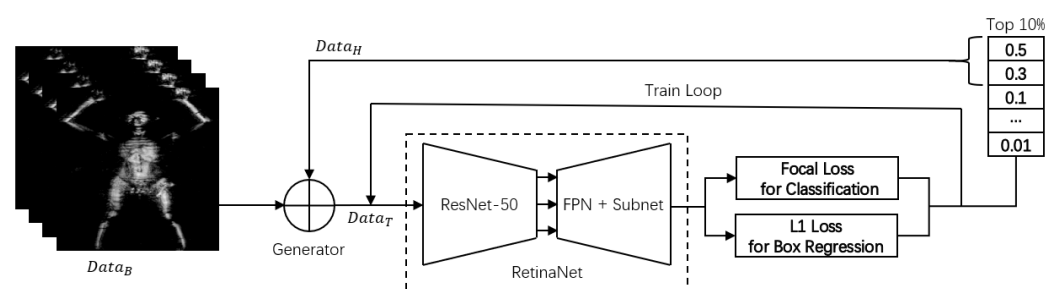 Top 10%
Data_H
0.5
0.3
Train Loop
0.1
...
0.01
Focal Loss
for Classification
ResNet-50
FPN + Subnet
Data_T
L1 Loss
for Box Regression
Generator
Data_B
RetinaNet